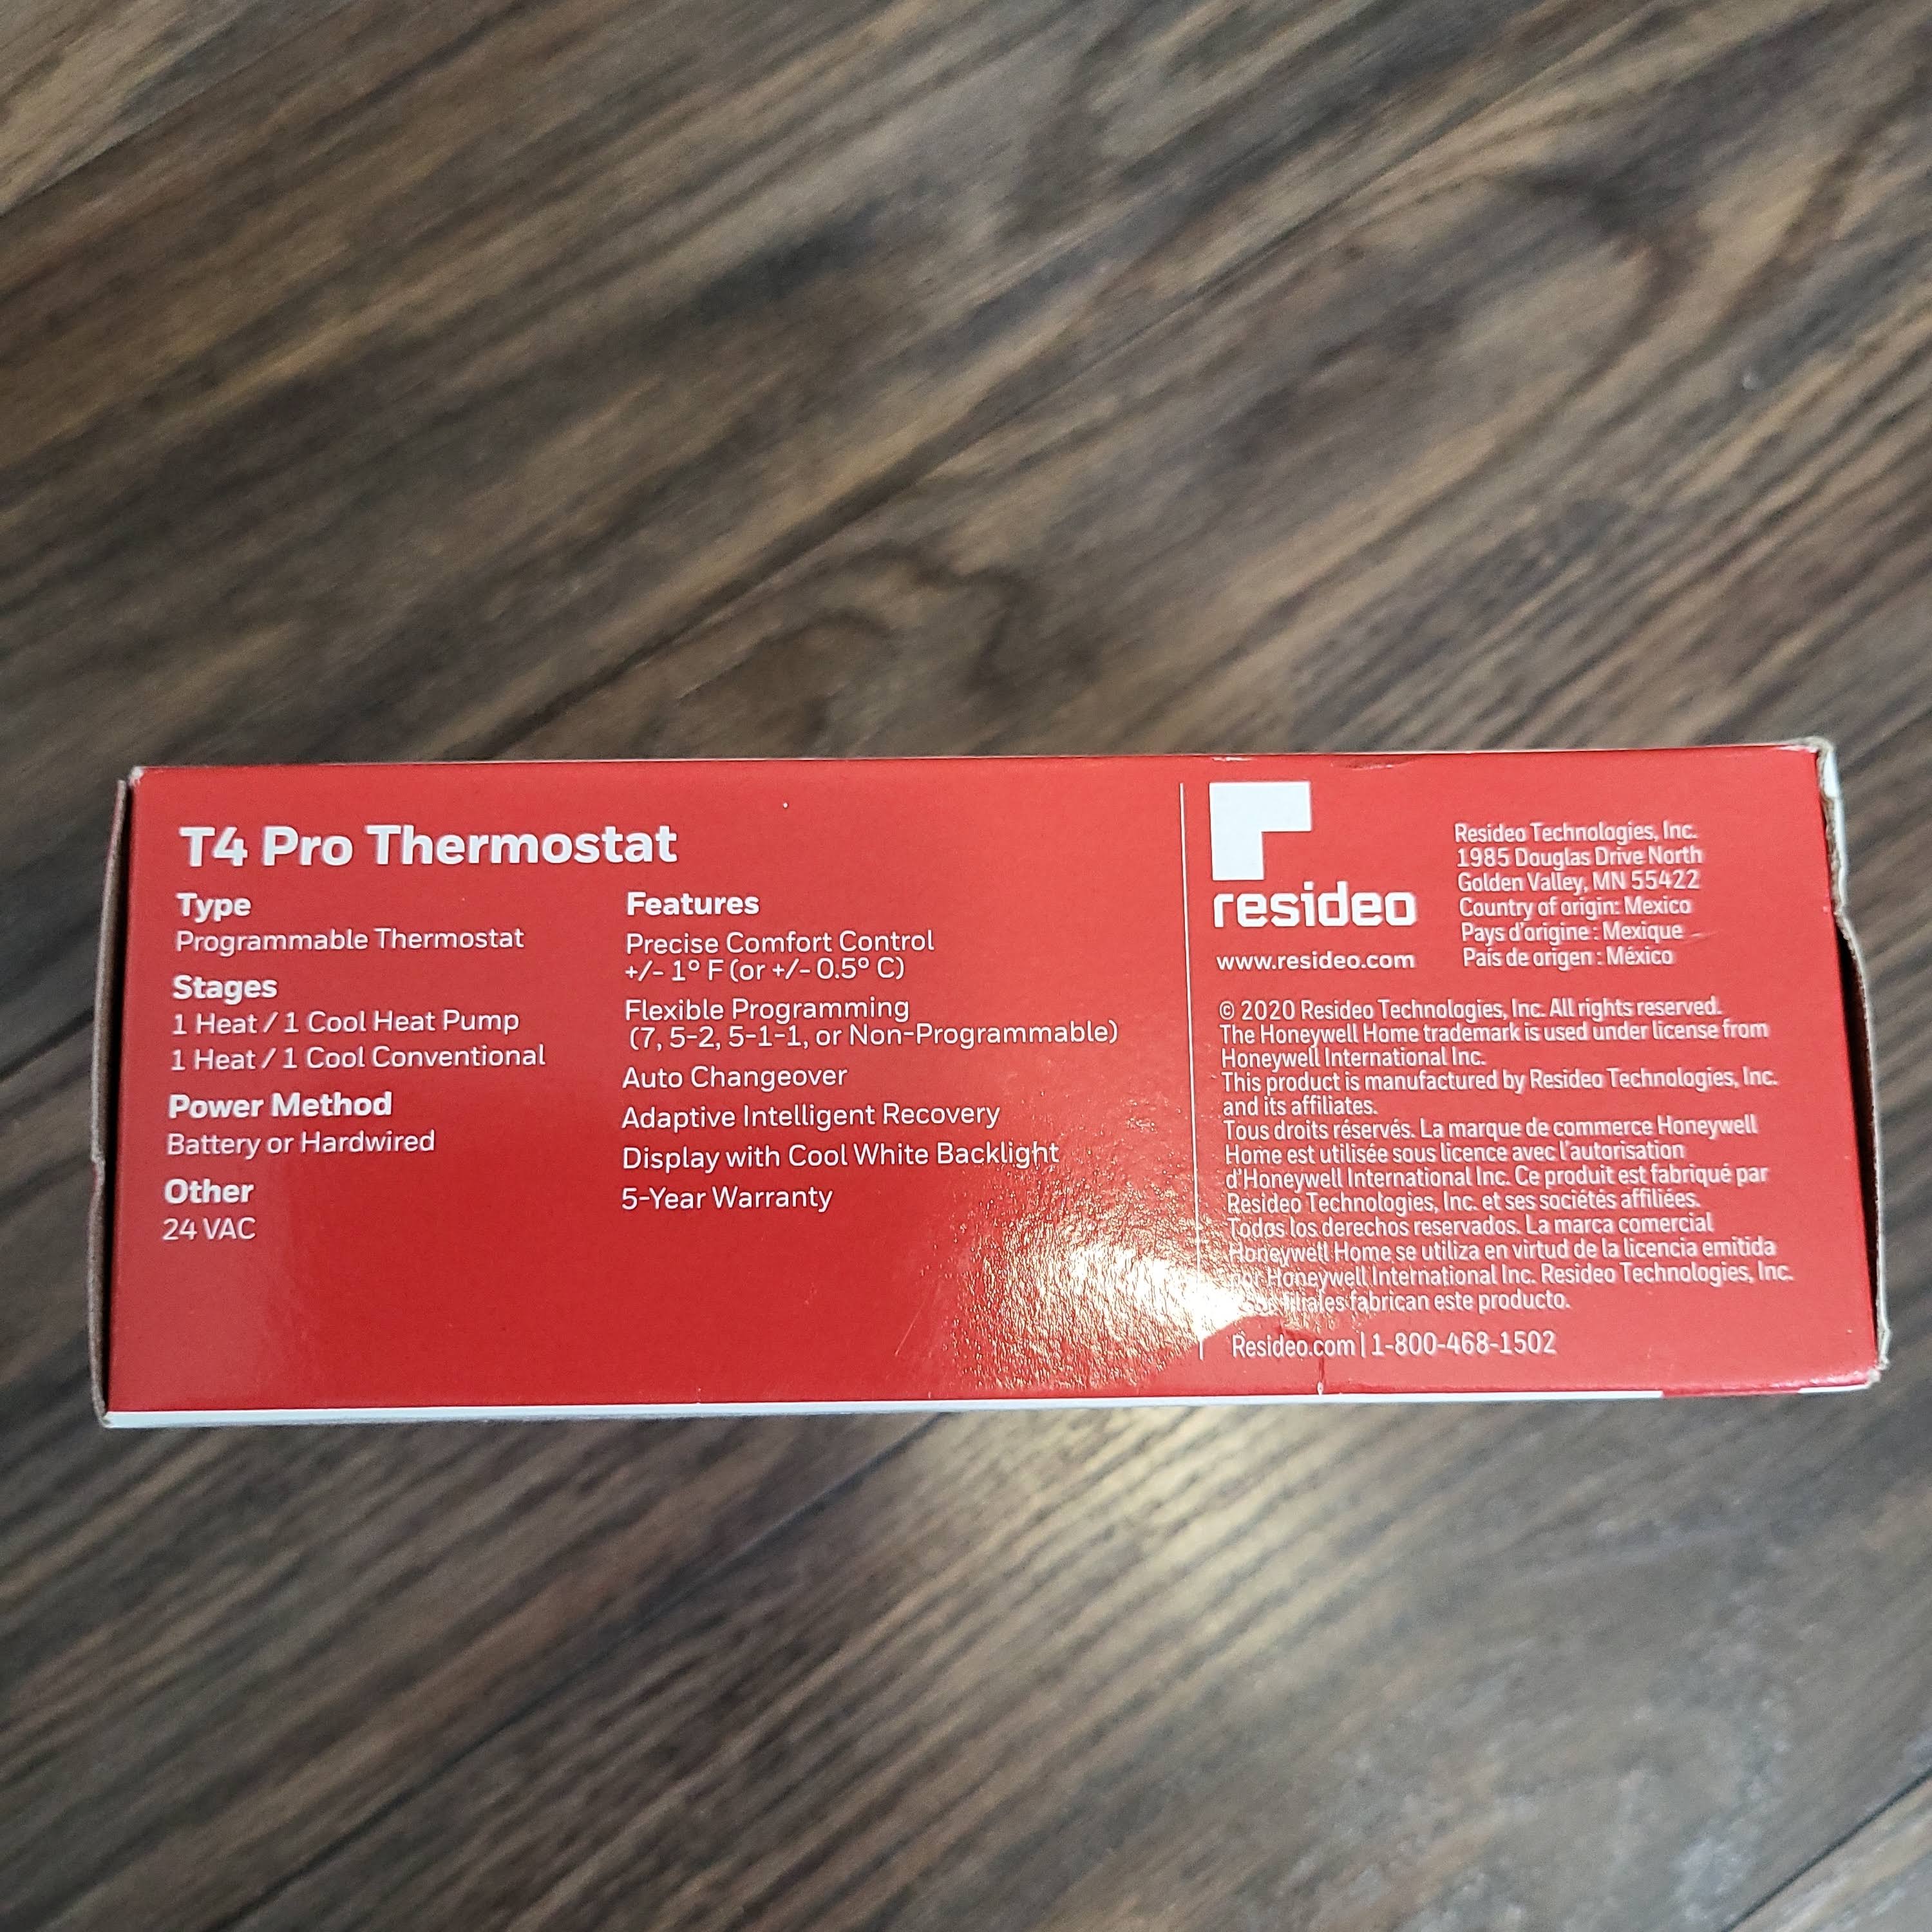 T4 Pro Thermostat
Type
Programmable Thermostat
Stages
1 Heat / 1 Cool Heat Pump
1 Heat / 1 Cool Conventional
Power Method
Battery or Hardwired
Other
24 VAC
Features
Precise Comfort Control
+/- 1° F (or +/- 0.5° C)
Flexible Programming
(7, 5-2, 5-1-1, or Non-Programmable)
Auto Changeover
Adaptive Intelligent Recovery
Display with Cool White Backlight
5-Year Warranty
resideo
www.resideo.com
Resideo Technologies, Inc.
1985 Douglas Drive North
Golden Valley, MN 55422
Country of origin: Mexico
Pays d'origine : Mexique
País de origen : México
© 2020 Resideo Technologies, Inc. All rights reserved.
The Honeywell Home trademark is used under license from
Honeywell International Inc.
This product is manufactured by Resideo Technologies, Inc.
and its affiliates.
Tous droits réservés. La marque de commerce Honeywell
Home est utilisée sous licence avec l'autorisation
d'Honeywell International Inc. Ce produit est fabriqué par
Resideo Technologies, Inc. et ses sociétés affiliées.
Todos los derechos reservados. La marca comercial
Honeywell Home se utiliza en virtud de la licencia emitida
por Honeywell International Inc. Resideo Technologies, Inc.
filiales fabrican este producto.
Resideo.com | 1-800-468-1502